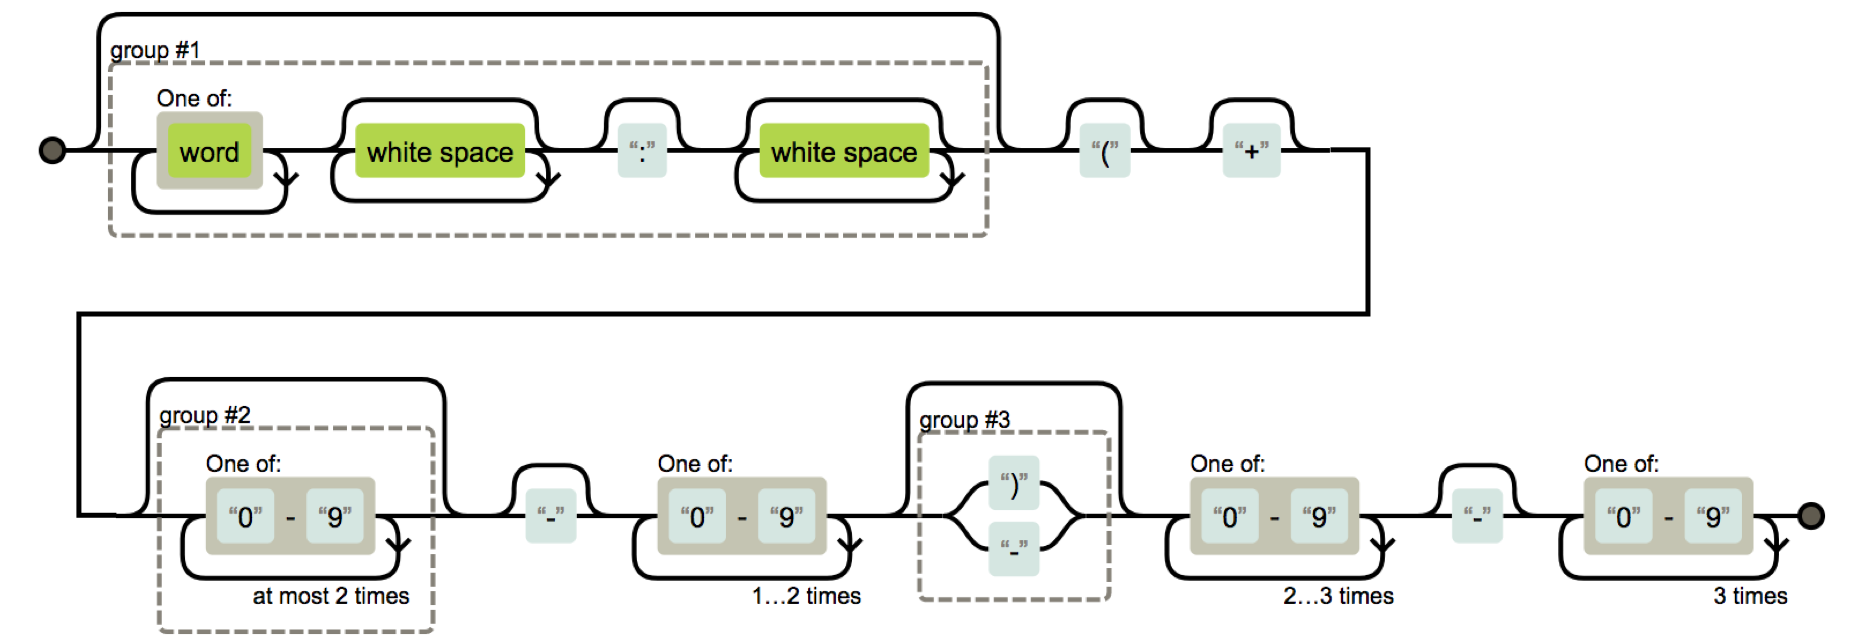 group #1
One of:
word
white space
“:”
white space
“(”
“+”
group #2
One of:
“0” - “9”
at most 2 times
“-”
One of:
“0” - “9”
1...2 times
group #3
“)”
“-”
One of:
“0” - “9”
2...3 times
“-”
One of:
“0” - “9”
3 times